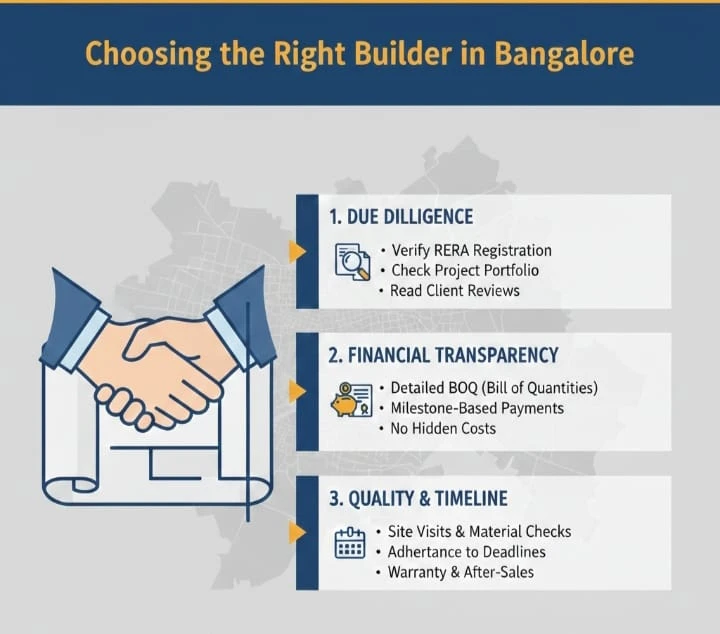 Choosing the Right Builder in Bangalore
1. DUE DILLIGENCE
• Verify RERA Registration
• Check Project Portfolio
• Read Client Reviews
2. FINANCIAL TRANSPARENCY
• Detailed BOQ (Bill of Quantities)
• Milestone-Based Payments
• No Hidden Costs
3. QUALITY & TIMELINE
• Site Visits & Material Checks
• Adhertance to Deadlines
• Warranty & After-Sales